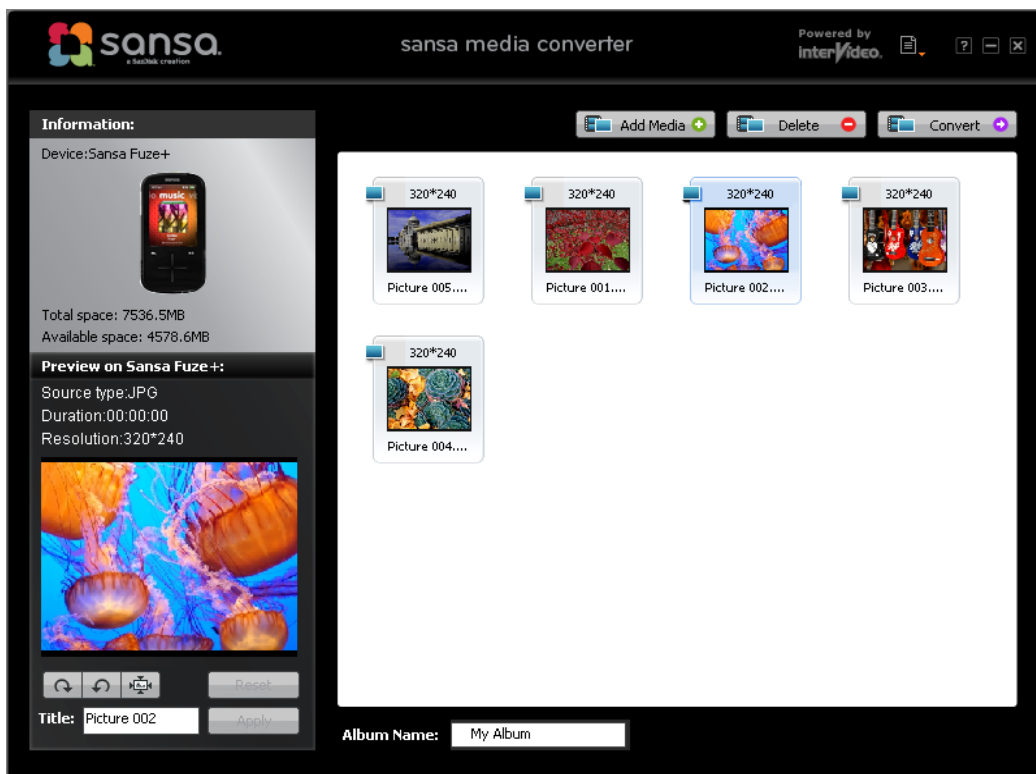 sansa.
a SanDisk creation
sansa media converter
Powered by
interVideo.
?
Information:
Device:Sansa Fuze+
music
Total space: 7536.5MB
Available space: 4578.6MB
Preview on Sansa Fuze+:
Source type:JPG
Duration:00:00:00
Resolution:320*240
Reset
Title: Picture 002
Apply
Add Media
Delete
Convert
320*240
Picture 005....
320*240
Picture 001....
320*240
Picture 002....
320*240
Picture 003....
320*240
Picture 004....
Album Name: My Album